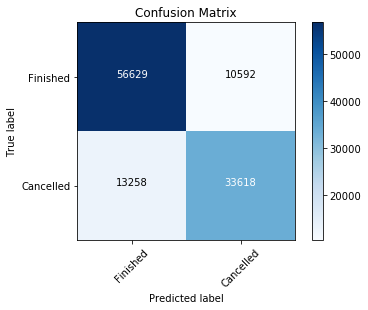 Confusion Matrix
True label
Finished
56629
10592
Cancelled
13258
33618
Finished
Cancelled
Predicted label
50000
40000
30000
20000